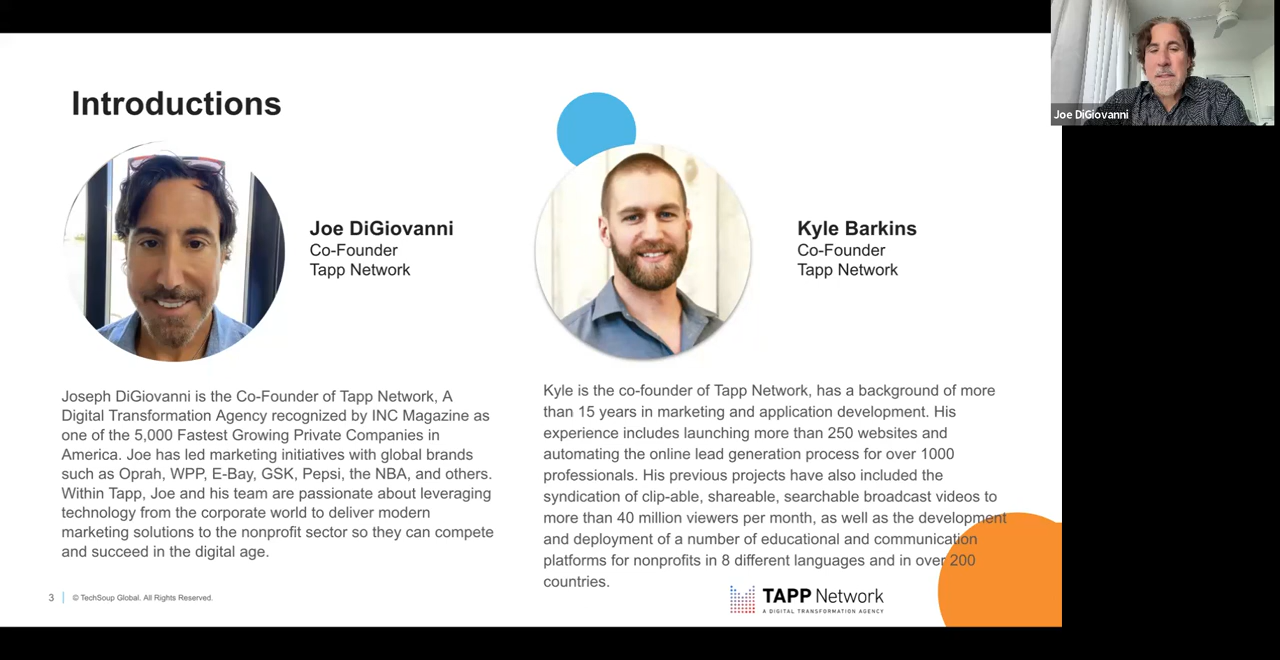 Introductions
Joe DiGiovanni
Co-Founder
Tapp Network
Joseph DiGiovanni is the Co-Founder of Tapp Network, A
Digital Transformation Agency recognized by INC Magazine as
one of the 5,000 Fastest Growing Private Companies in
America. Joe has led marketing initiatives with global brands
such as Oprah, WPP, E-Bay, GSK, Pepsi, the NBA, and others.
Within Tapp, Joe and his team are passionate about leveraging
technology from the corporate world to deliver modern
marketing solutions to the nonprofit sector so they can compete
and succeed in the digital age.
Kyle Barkins
Co-Founder
Tapp Network
Kyle is the co-founder of Tapp Network, has a background of more
than 15 years in marketing and application development. His
experience includes launching more than 250 websites and
automating the online lead generation process for over 1000
professionals. His previous projects have also included the
syndication of clip-able, shareable, searchable broadcast videos to
more than 40 million viewers per month, as well as the development
and deployment of a number of educational and communication
platforms for nonprofits in 8 different languages and in over 200
countries.
3 | © TechSoup Global. All Rights Reserved.
TAPP Network
A DIGITAL TRANSFORMATION AGENCY
Joe DiGiovanni